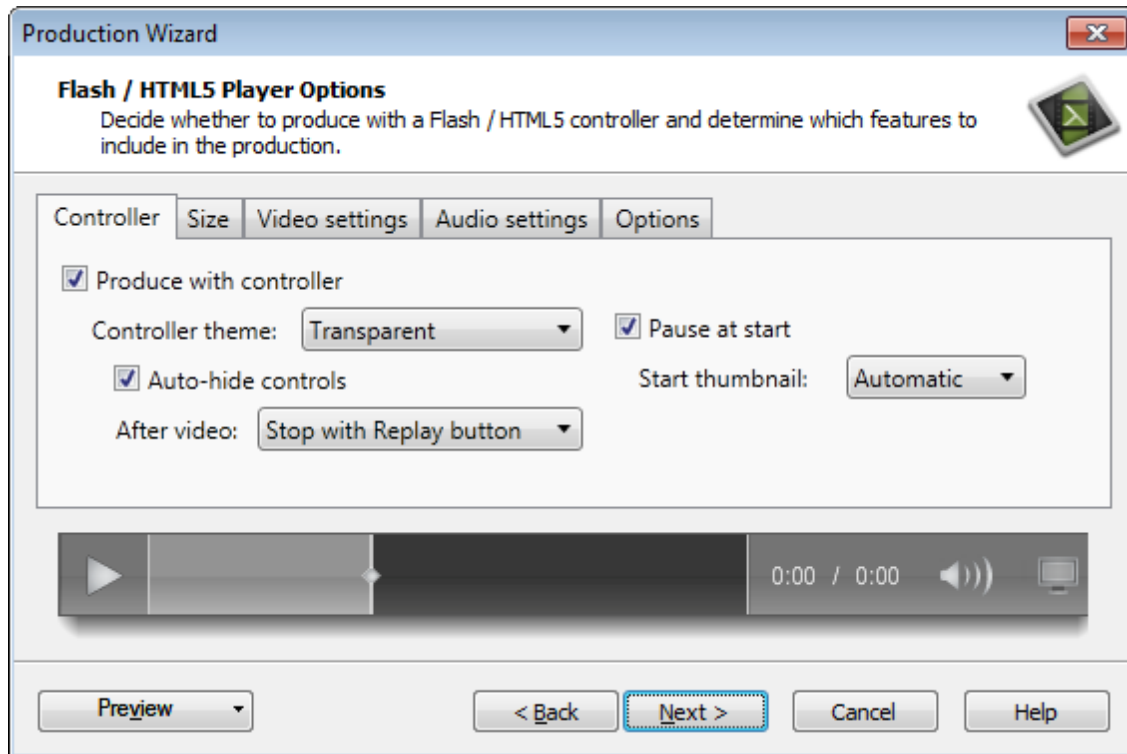 Production Wizard
Flash / HTML5 Player Options
Decide whether to produce with a Flash / HTML5 controller and determine which features to
include in the production.
Controller Size Video settings Audio settings Options
Produce with controller
Controller theme: Transparent Pause at start
Auto-hide controls Start thumbnail: Automatic
After video: Stop with Replay button
0:00 / 0:00
Preview < Back Next > Cancel Help